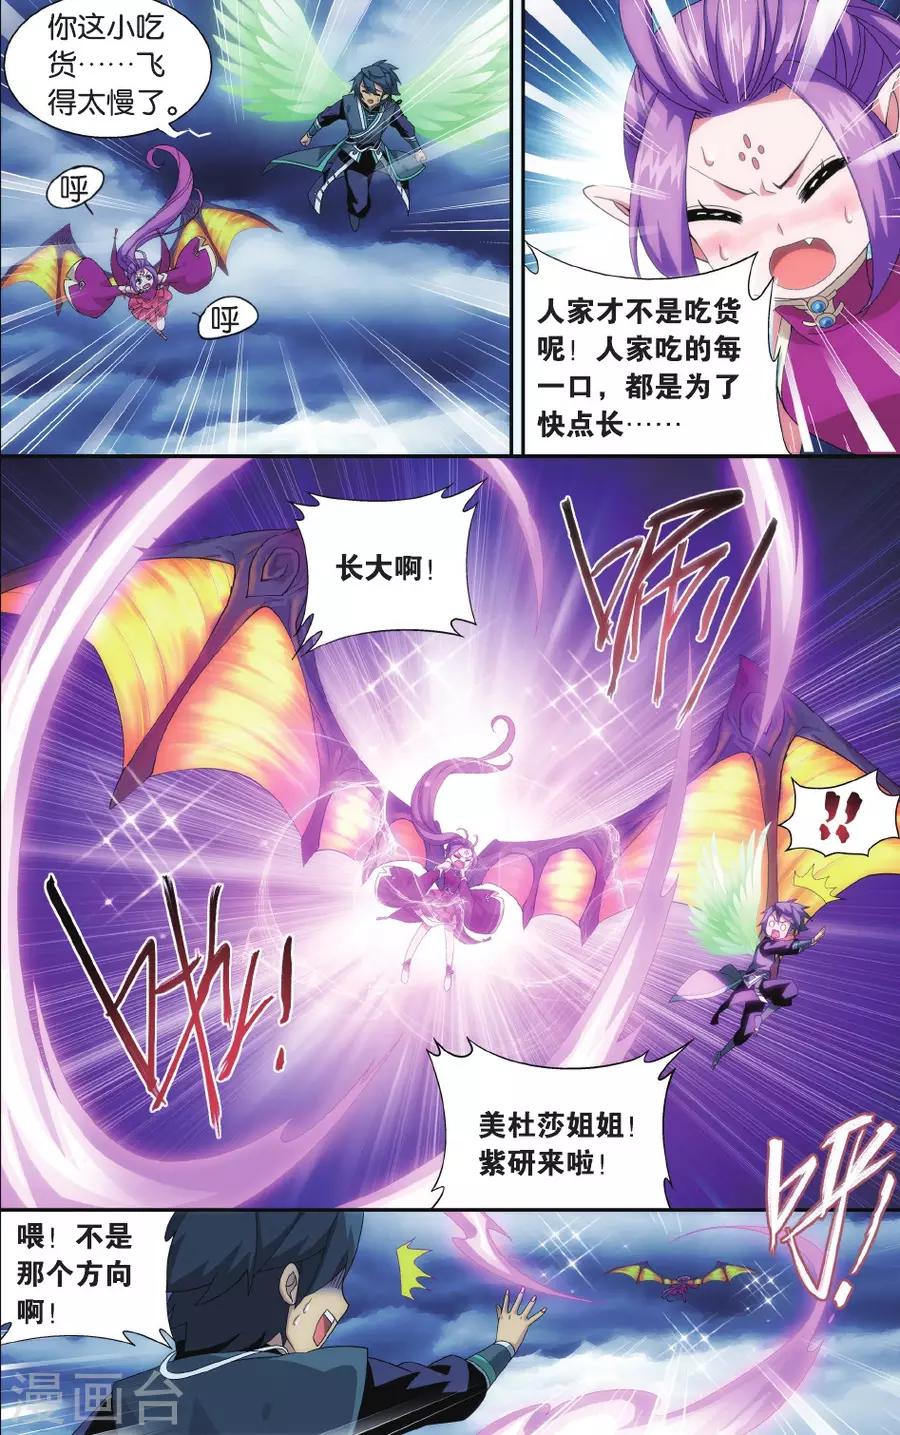 你这小吃
货……飞
得太慢了。
呼
呼
人家才不是吃货
呢！人家吃的每
一口，都是为了
快点长……
长大啊！
!!
美杜莎姐姐！
紫研来啦！
呼！
喂！不是
那个方向
啊！
漫画台